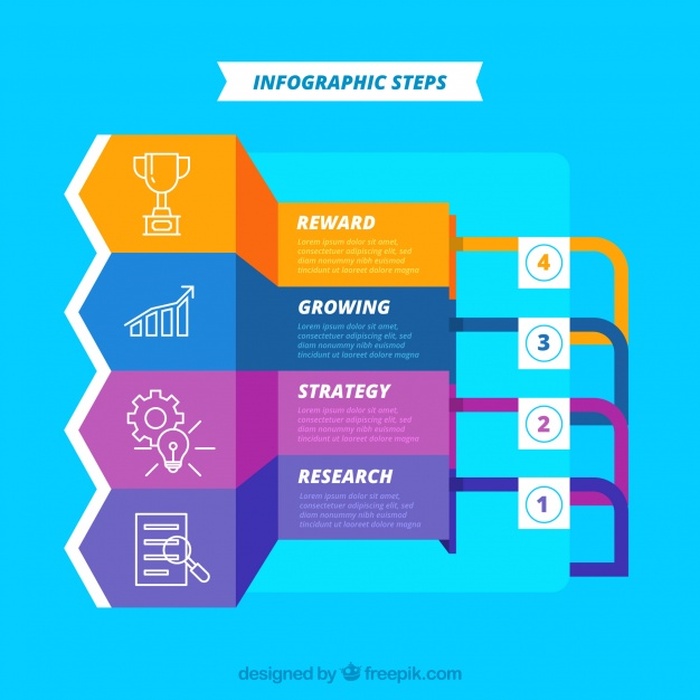 INFOGRAPHIC STEPS
REWARD
Lorem ipsum dolor sit amet,
consectetuer adipiscing elit, sed
diam nonummy nibh euismod
tincidunt ut laoreet dolore magna
4
GROWING
Lorem ipsum dolor sit amet,
consectetuer adipiscing elit, sed
diam nonummy nibh euismod
tincidunt ut laoreet dolore magna
3
STRATEGY
Lorem ipsum dolor sit amet,
consectetuer adipiscing elit, sed
diam nonummy nibh euismod
tincidunt ut laoreet dolore magna
2
RESEARCH
Lorem ipsum dolor sit amet,
consectetuer adipiscing elit, sed
diam nonummy nibh euismod
tincidunt ut laoreet dolore magna
1
designed by freepik.com